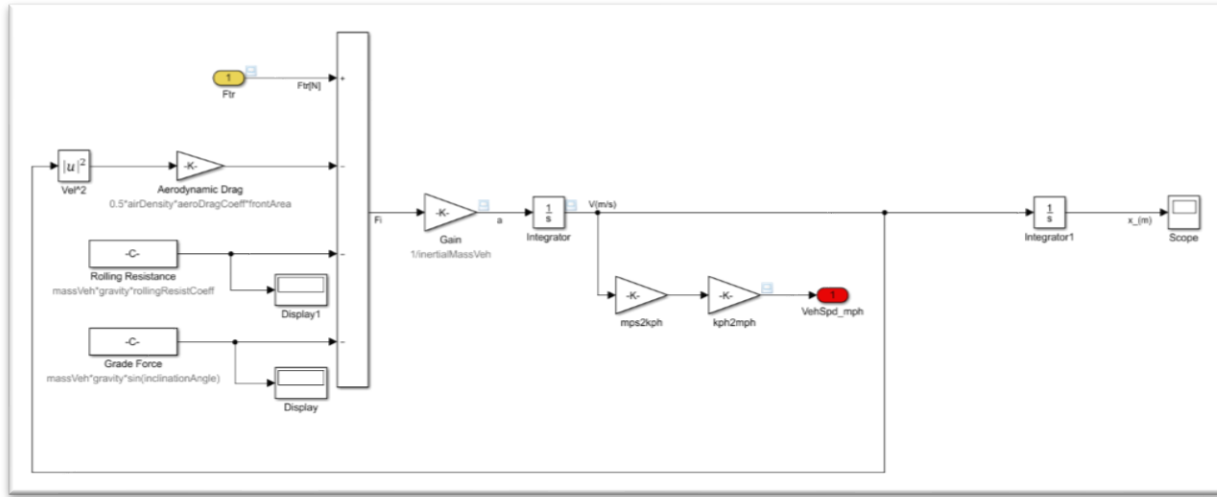 1
Ftr
Ftr[N]
+
|u|²
Vel^2
-K-
Aerodynamic Drag
0.5*airDensity*aeroDragCoeff*frontArea
−
-C-
Rolling Resistance
massVeh*gravity*rollingResistCoeff
−
Display1
-C-
Grade Force
massVeh*gravity*sin(inclinationAngle)
−
Display
Fi
-K-
Gain
1/inertialMassVeh
a
1
s
Integrator
V(m/s)
-K-
mps2kph
-K-
kph2mph
1
VehSpd_mph
1
s
Integrator1
x_(m)
Scope